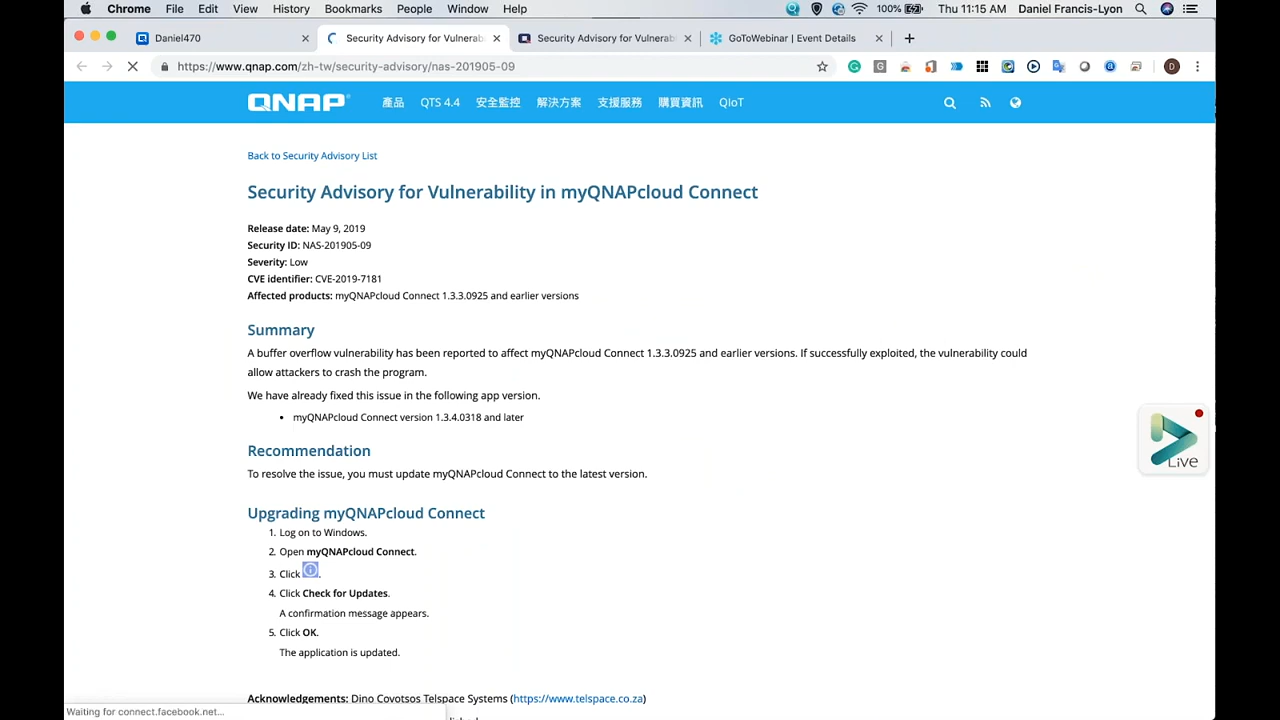 Chrome File Edit View History Bookmarks People Window Help 100% Thu 11:15 AM Daniel Francis-Lyon
Daniel470 Security Advisory for Vulnerab Security Advisory for Vulnerab GoToWebinar | Event Details
https://www.qnap.com/zh-tw/security-advisory/nas-201905-09 D
QNAP 產品 QTS 4.4 安全監控 解決方案 支援服務 購買資訊 QIoT
Back to Security Advisory List
Security Advisory for Vulnerability in myQNAPcloud Connect
Release date: May 9, 2019
Security ID: NAS-201905-09
Severity: Low
CVE identifier: CVE-2019-7181
Affected products: myQNAPcloud Connect 1.3.3.0925 and earlier versions
Summary
A buffer overflow vulnerability has been reported to affect myQNAPcloud Connect 1.3.3.0925 and earlier versions. If successfully exploited, the vulnerability could
allow attackers to crash the program.
We have already fixed this issue in the following app version.
• myQNAPcloud Connect version 1.3.4.0318 and later
Live
Recommendation
To resolve the issue, you must update myQNAPcloud Connect to the latest version.
Upgrading myQNAPcloud Connect
1. Log on to Windows.
2. Open myQNAPcloud Connect.
3. Click .
4. Click Check for Updates.
A confirmation message appears.
5. Click OK.
The application is updated.
Acknowledgements: Dino Covotsos Telspace Systems (https://www.telspace.co.za)
Waiting for connect.facebook.net...